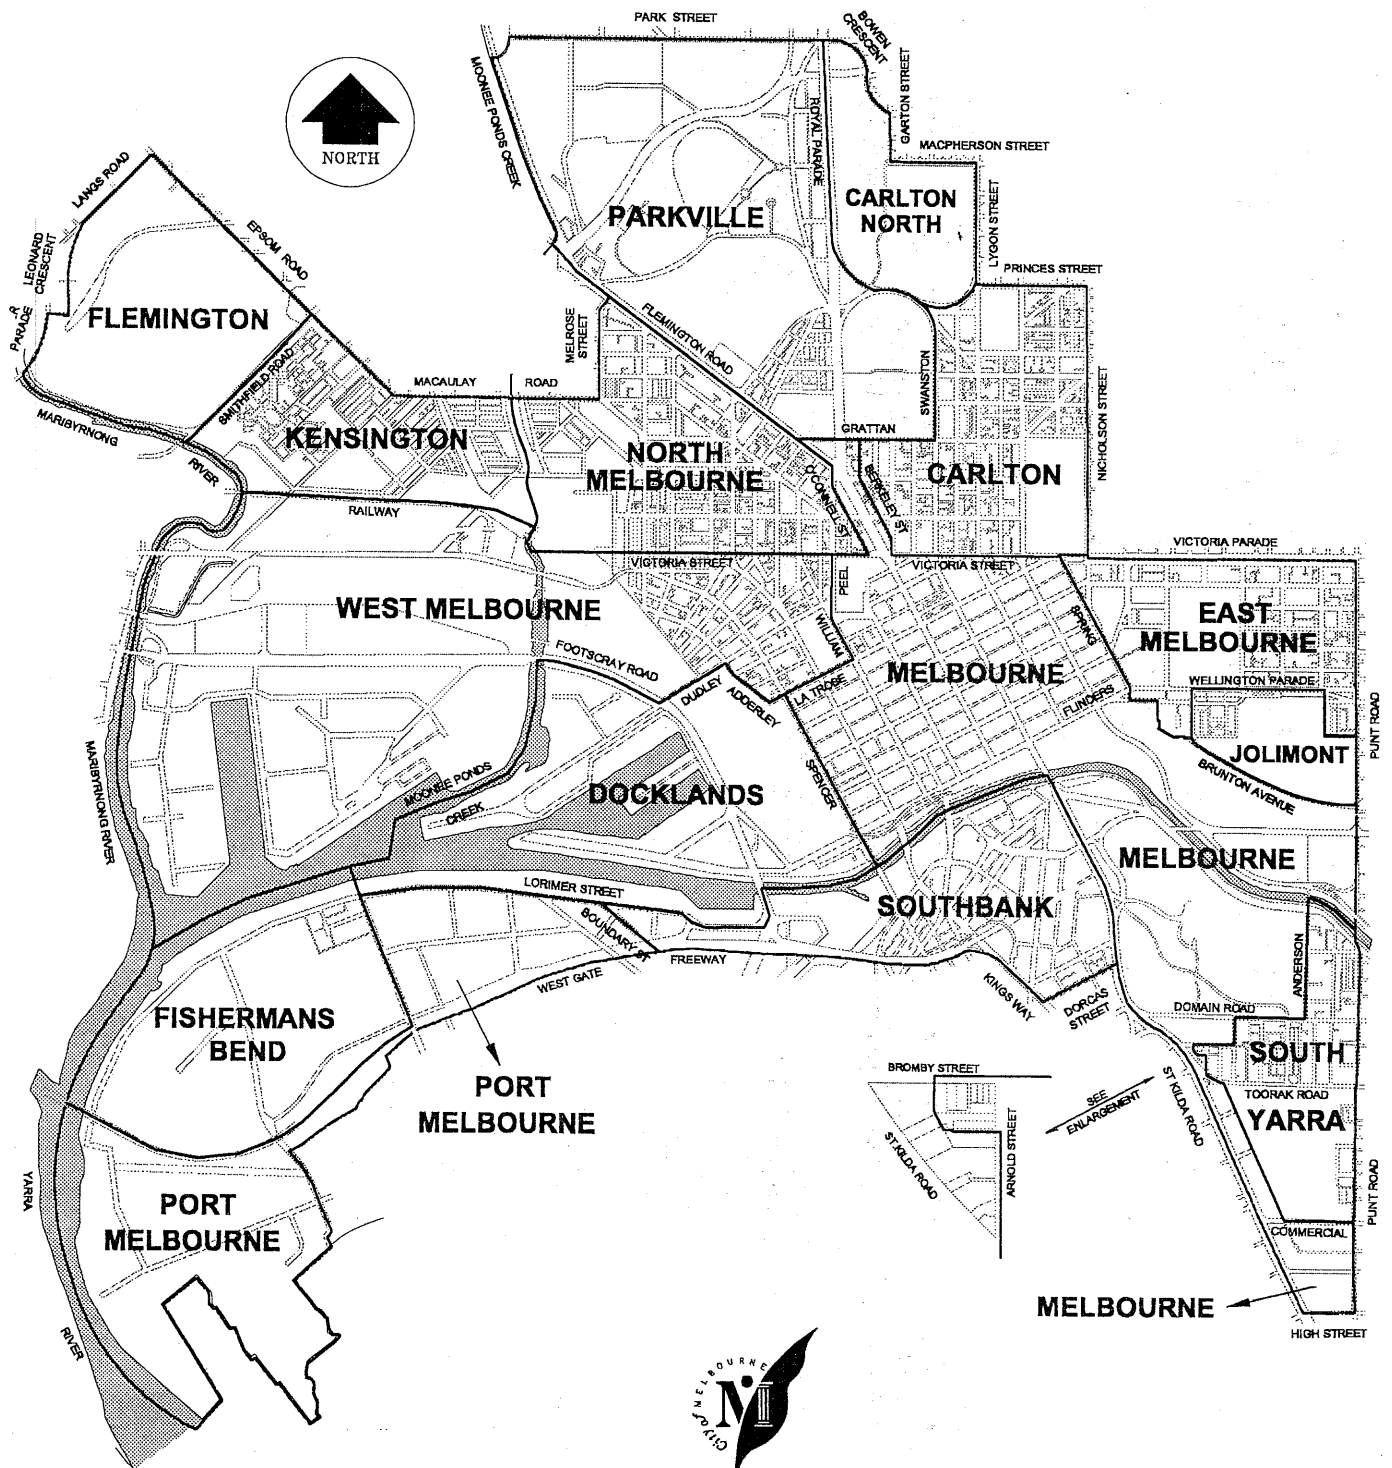 PARK STREET
BOWEN
CRESCENT
MOONEE PONDS CREEK
GARTON STREET
ROYAL PARADE
MACPHERSON STREET
NORTH
LANGS ROAD
CARLTON
NORTH
PARKVILLE
LYGON STREET
EPSOM ROAD
LEONARD
CRESCENT
PRINCES STREET
FLEMINGTON
PARADE
MELROSE
STREET
FLEMINGTON ROAD
SMITHFIELD ROAD
MACAULAY
ROAD
SWANSTON
NICHOLSON STREET
MARIBYRNONG
RIVER
KENSINGTON
GRATTAN
NORTH
MELBOURNE
O'CONNELL ST
BERKELEY ST
CARLTON
RAILWAY
VICTORIA PARADE
VICTORIA STREET
VICTORIA STREET
PEEL
WEST MELBOURNE
WILLIAM
SPRING
EAST
MELBOURNE
FOOTSCRAY ROAD
MELBOURNE
WELLINGTON PARADE
DUDLEY
ADDERLEY
LA TROBE
FLINDERS
PUNT ROAD
JOLIMONT
BRUNTON AVENUE
MARIBYRNONG RIVER
MOONEE PONDS
CREEK
DOCKLANDS
SPENCER
MELBOURNE
LORIMER STREET
SOUTHBANK
BOUNDARY ST
FREEWAY
WEST GATE
ANDERSON
KINGS WAY
DORCAS
STREET
DOMAIN ROAD
FISHERMANS
BEND
SOUTH
YARRA
BROMBY STREET
SEE
ENLARGEMENT
TOORAK ROAD
PORT
MELBOURNE
ST.KILDA ROAD
ARNOLD STREET
ST KILDA ROAD
YARRA
RIVER
PUNT ROAD
PORT
MELBOURNE
COMMERCIAL
MELBOURNE
HIGH STREET
City of MELBOURNE
M